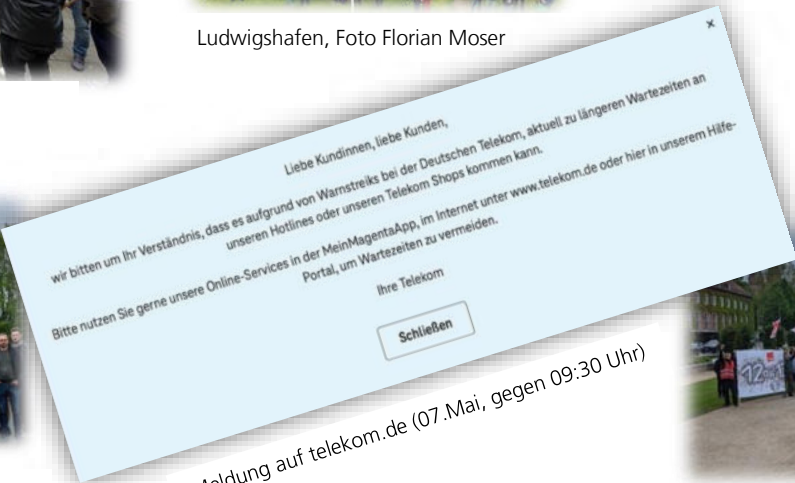 Ludwigshafen, Foto Florian Moser
×
Liebe Kundinnen, liebe Kunden,
wir bitten um Ihr Verständnis, dass es aufgrund von Warnstreiks bei der Deutschen Telekom, aktuell zu längeren Wartezeiten an
unseren Hotlines oder unseren Telekom Shops kommen kann.
Bitte nutzen Sie gerne unsere Online-Services in der MeinMagentaApp, im Internet unter www.telekom.de oder hier in unserem Hilfe-
Portal, um Wartezeiten zu vermeiden.
Ihre Telekom
Schließen
auf telekom.de (07.Mai, gegen 09:30 Uhr)